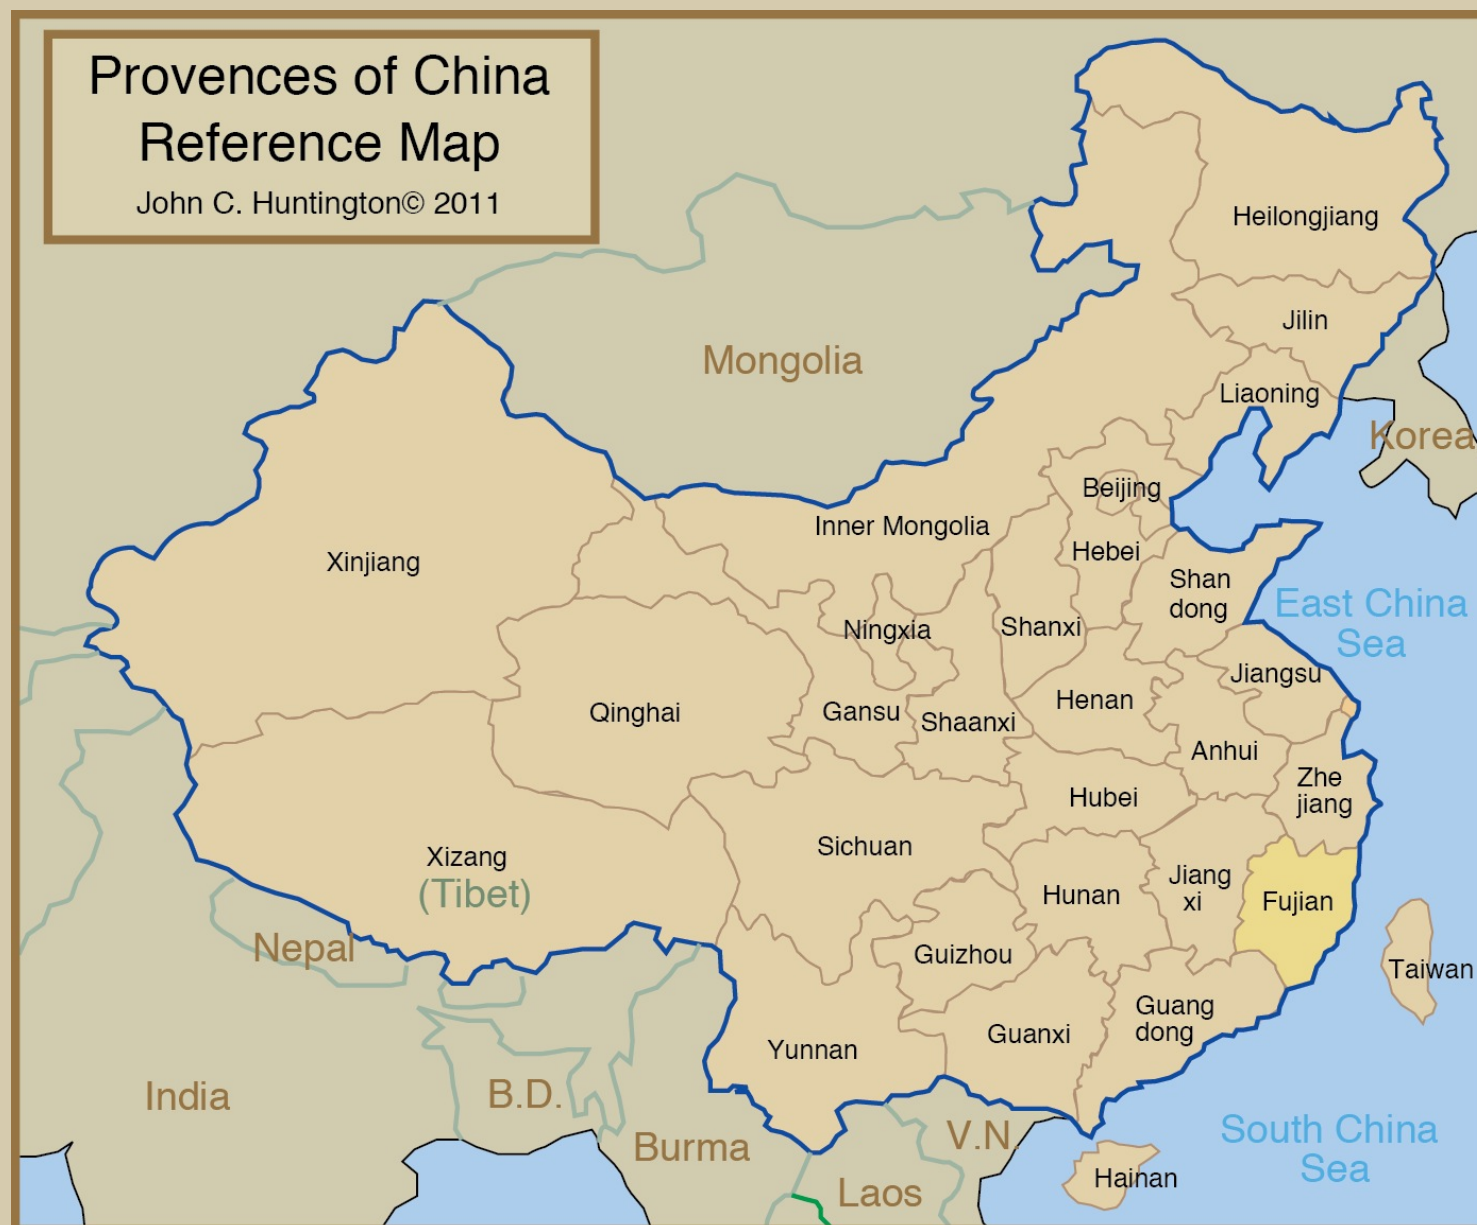 Provences of China
Reference Map
John C. Huntington© 2011
Heilongjiang
Jilin
Mongolia
Liaoning
Korea
Beijing
Inner Mongolia
Hebei
Xinjiang
Shan
dong
East China
Sea
Ningxia
Shanxi
Jiangsu
Qinghai
Gansu
Shaanxi
Henan
Anhui
Zhe
jiang
Hubei
Sichuan
Xizang
(Tibet)
Hunan
Jiang
xi
Fujian
Nepal
Guizhou
Taiwan
Guang
dong
Guanxi
Yunnan
India
B.D.
Burma
V.N.
South China
Sea
Hainan
Laos